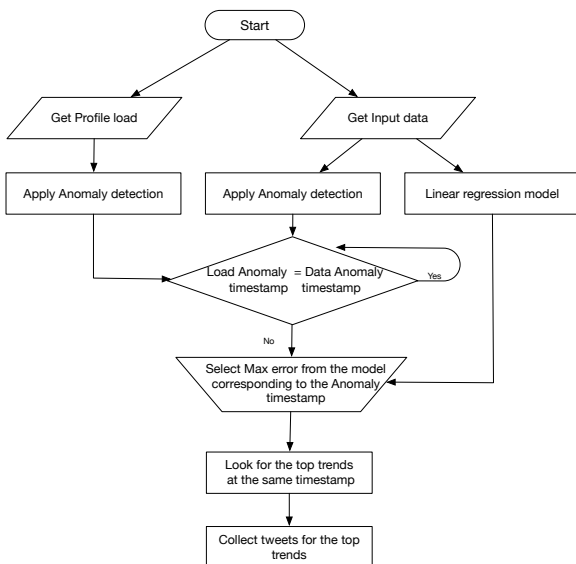 Start
Get Profile load
Get Input data
Apply Anomaly detection
Apply Anomaly detection
Linear regression model
Load Anomaly = Data Anomaly
timestamp timestamp
Yes
No
Select Max error from the model
corresponding to the Anomaly
timestamp
Look for the top trends
at the same timestamp
Collect tweets for the top
trends